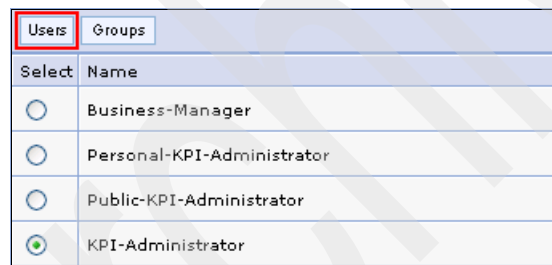 Users Groups
Select Name
Business-Manager
Personal-KPI-Administrator
Public-KPI-Administrator
KPI-Administrator